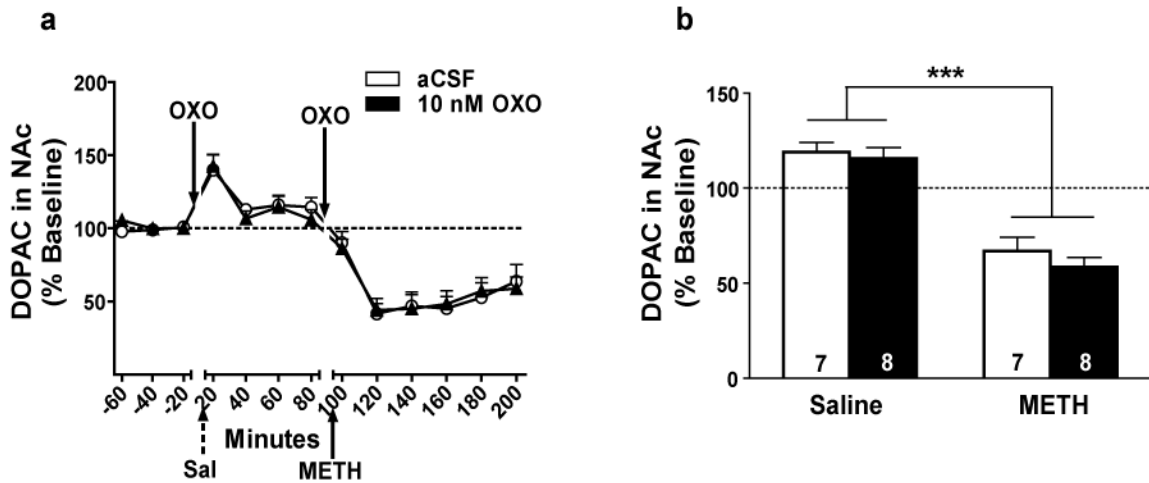 a
DOPAC in NAc
(% Baseline)
200
150
100
50
OXO
OXO
aCSF
10 nM OXO
-60 -40 -20 20 40 60 80 100 120 140 160 180 200
Minutes
Sal
METH
b
DOPAC in NAc
(% Baseline)
150
100
50
0
***
7 8 7 8
Saline METH